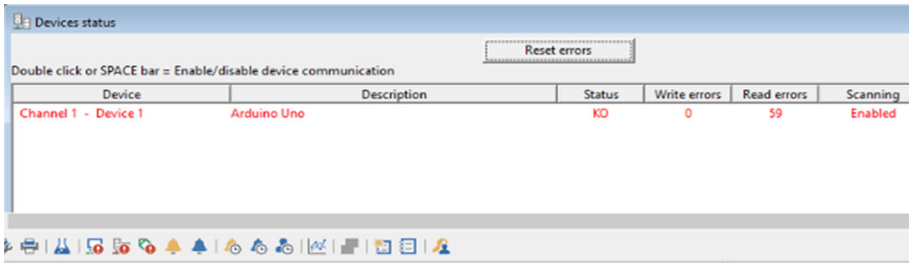 Devices status
Reset errors
Double click or SPACE bar = Enable/disable device communication
Device Description Status Write errors Read errors Scanning
Channel 1 - Device 1 Arduino Uno KO 0 59 Enabled